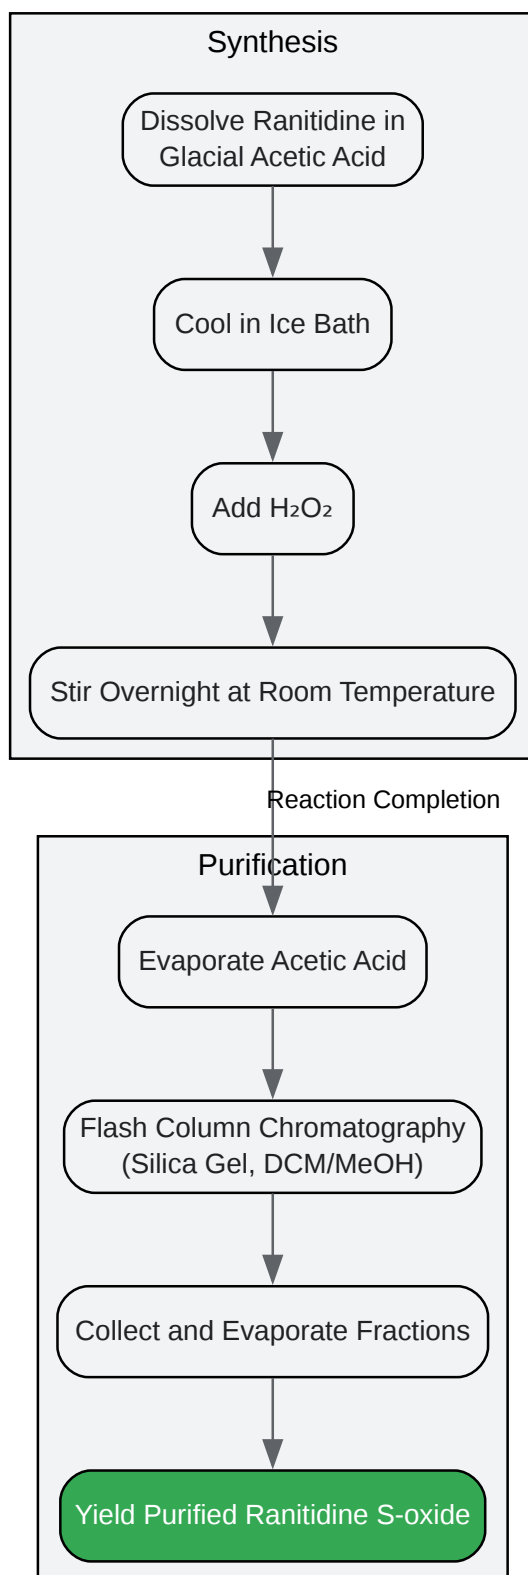 Synthesis
Dissolve Ranitidine in
Glacial Acetic Acid
Cool in Ice Bath
Add H₂O₂
Stir Overnight at Room Temperature
Reaction Completion
Purification
Evaporate Acetic Acid
Flash Column Chromatography
(Silica Gel, DCM/MeOH)
Collect and Evaporate Fractions
Yield Purified Ranitidine S-oxide